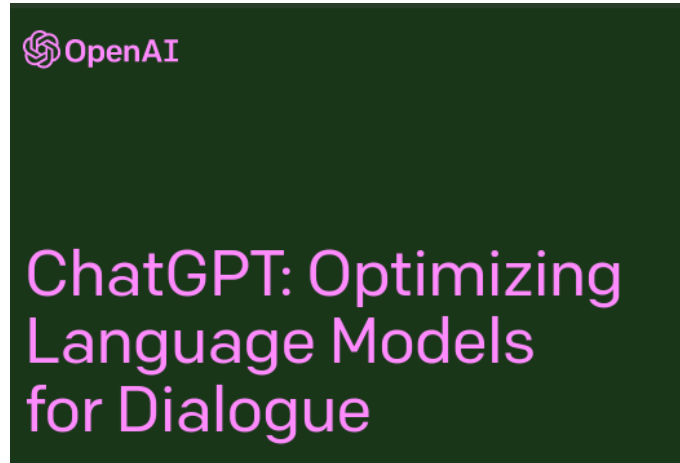 OpenAI
ChatGPT: Optimizing
Language Models
for Dialogue